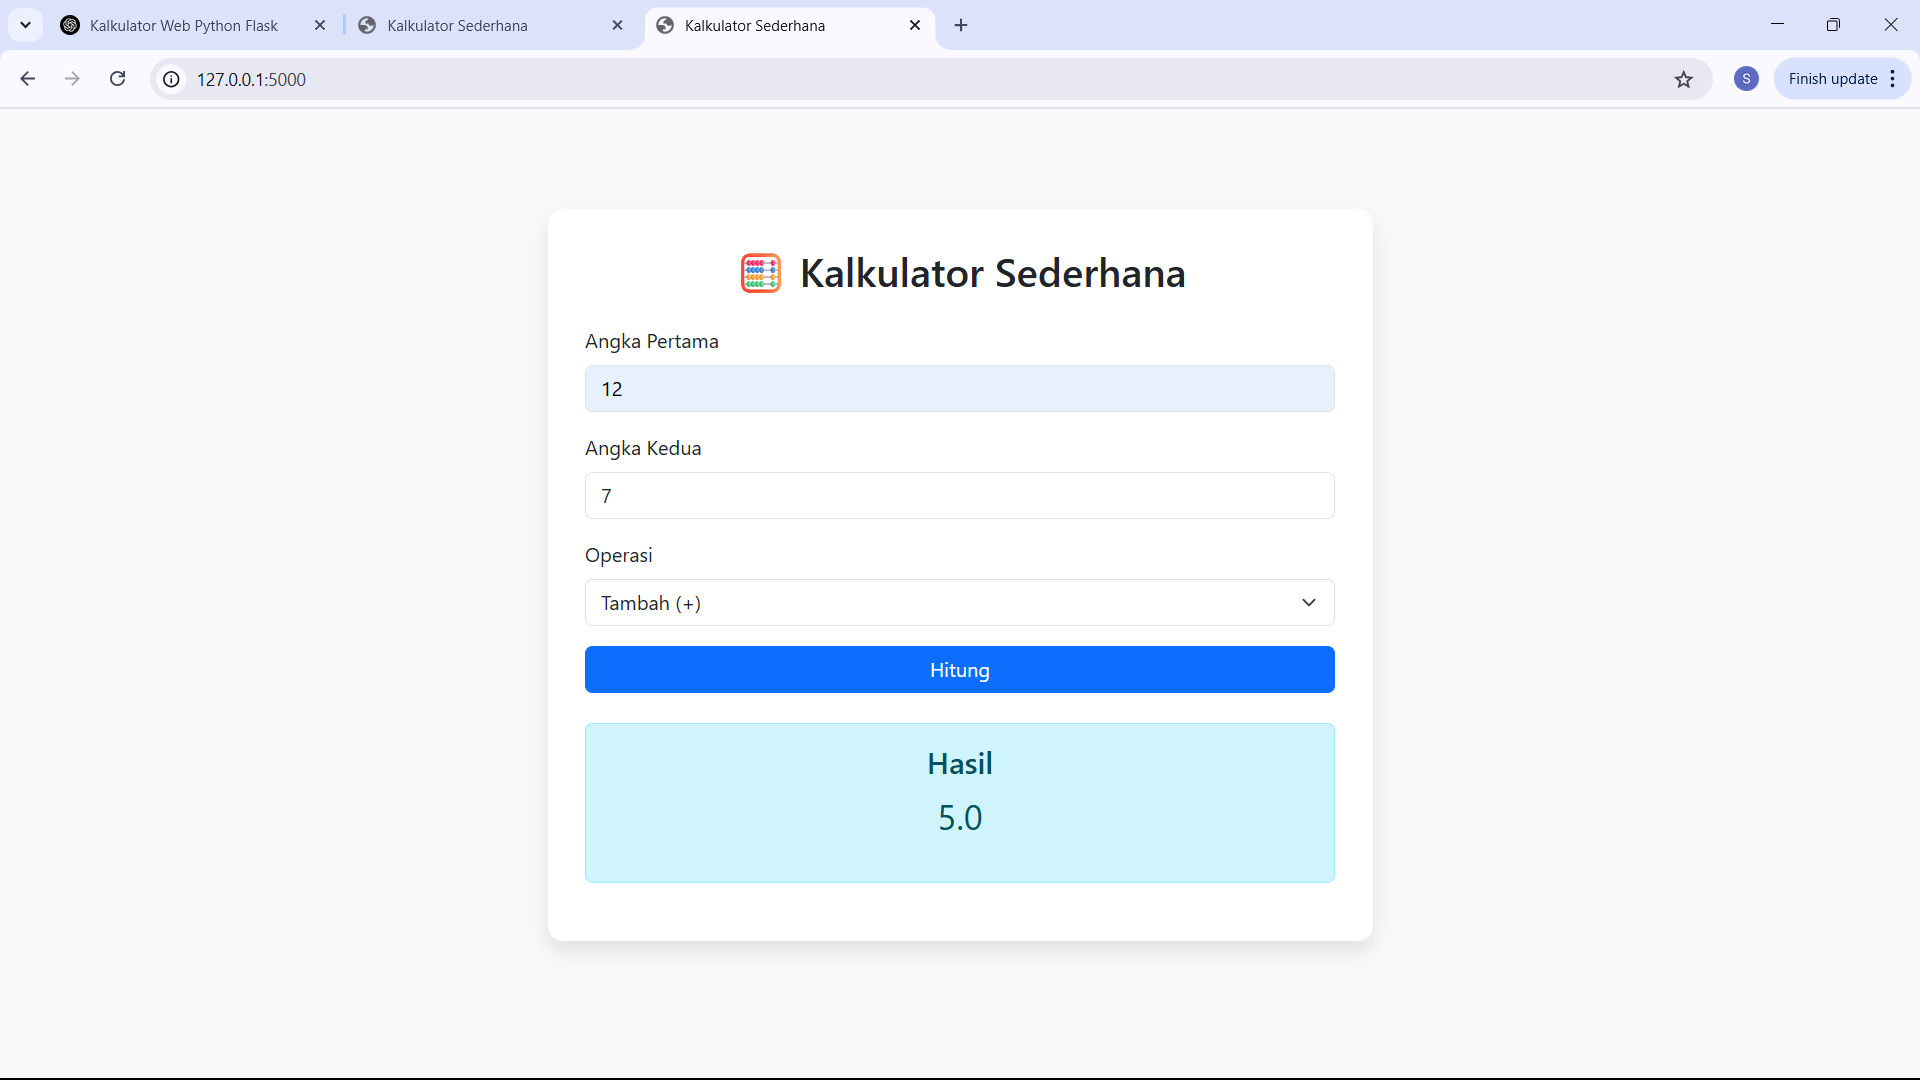 Kalkulator Web Python Flask
Kalkulator Sederhana
Kalkulator Sederhana
127.0.0.1:5000
S
Finish update
Kalkulator Sederhana
Angka Pertama
12
Angka Kedua
7
Operasi
Tambah (+)
Hitung
Hasil
5.0